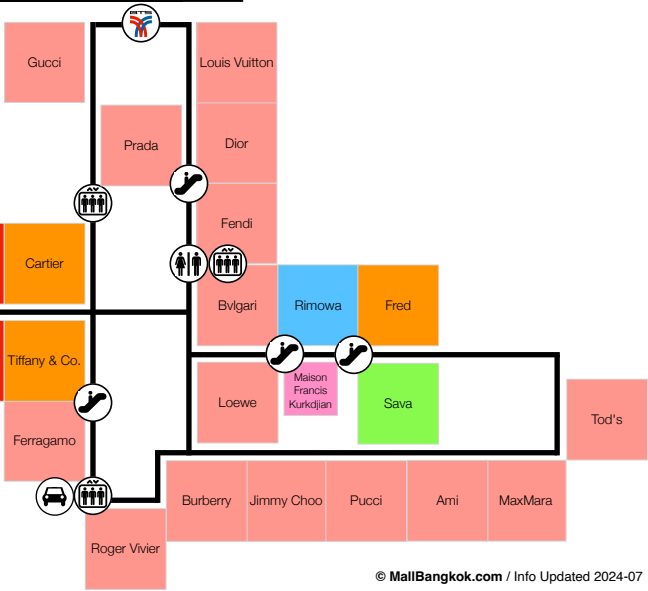 BTS
Gucci
Louis Vuitton
Prada
Dior
Fendi
Cartier
Bvlgari
Rimowa
Fred
Tiffany & Co.
Maison
Francis
Kurkdjian
Loewe
Sava
Tod's
Ferragamo
Burberry
Jimmy Choo
Pucci
Ami
MaxMara
Roger Vivier
© MallBangkok.com / Info Updated 2024-07